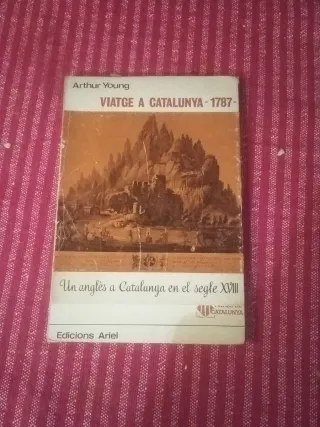 Arthur Young
VIATGE A CATALUNYA -1787-
Un anglès a Catalunya en el segle XVIII
CATALUNYA
Edicions Ariel